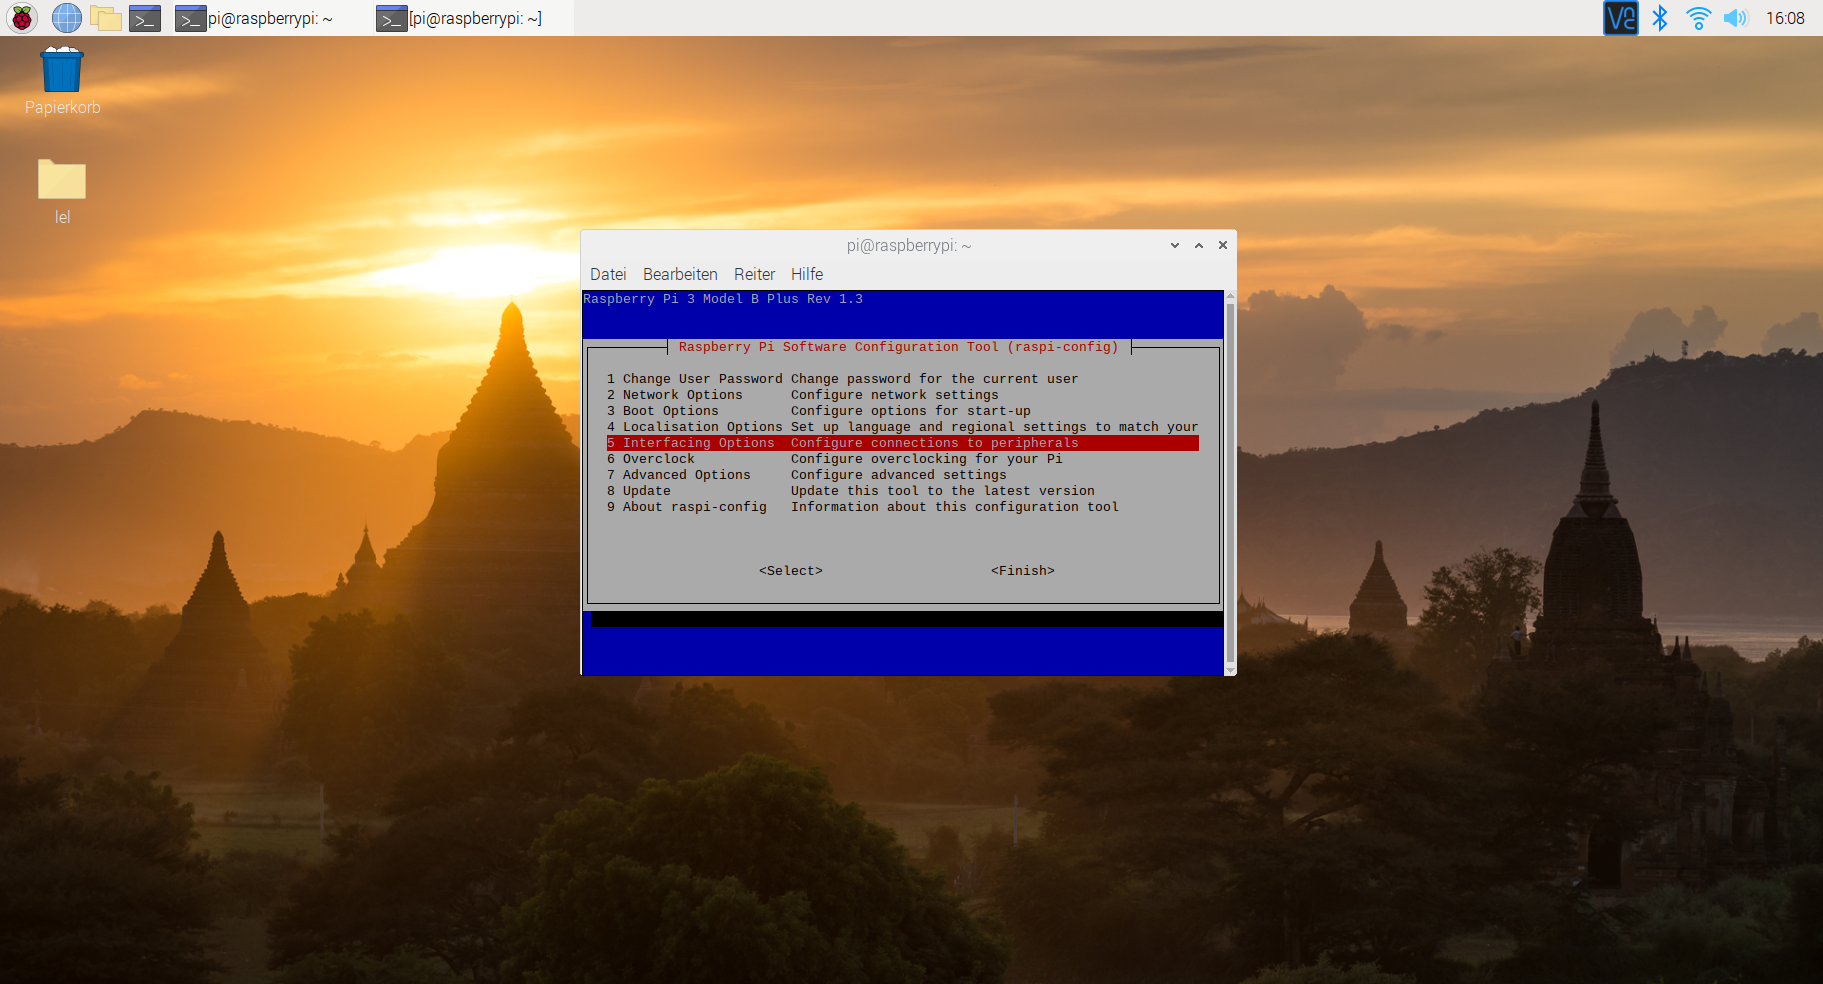 pi@raspberrypi: ~
[pi@raspberrypi: ~]
VNC
16:08
Papierkorb
lel
pi@raspberrypi: ~
Datei Bearbeiten Reiter Hilfe
Raspberry Pi 3 Model B Plus Rev 1.3
Raspberry Pi Software Configuration Tool (raspi-config)
1 Change User Password Change password for the current user
2 Network Options Configure network settings
3 Boot Options Configure options for start-up
4 Localisation Options Set up language and regional settings to match your
5 Interfacing Options Configure connections to peripherals
6 Overclock Configure overclocking for your Pi
7 Advanced Options Configure advanced settings
8 Update Update this tool to the latest version
9 About raspi-config Information about this configuration tool
<Select> <Finish>